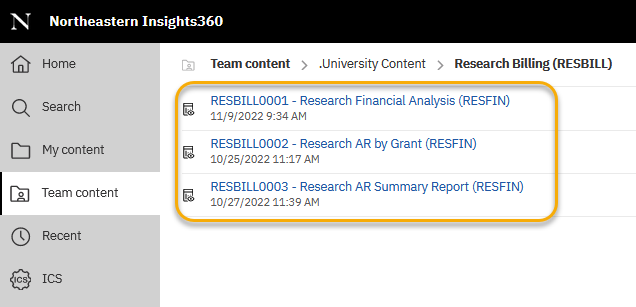 N Northeastern Insights360
Home
Search
My content
Team content
Recent
ICS ICS
Team content > .University Content > Research Billing (RESBILL)
RESBILL0001 - Research Financial Analysis (RESFIN)
11/9/2022 9:34 AM
RESBILL0002 - Research AR by Grant (RESFIN)
10/25/2022 11:17 AM
RESBILL0003 - Research AR Summary Report (RESFIN)
10/27/2022 11:39 AM